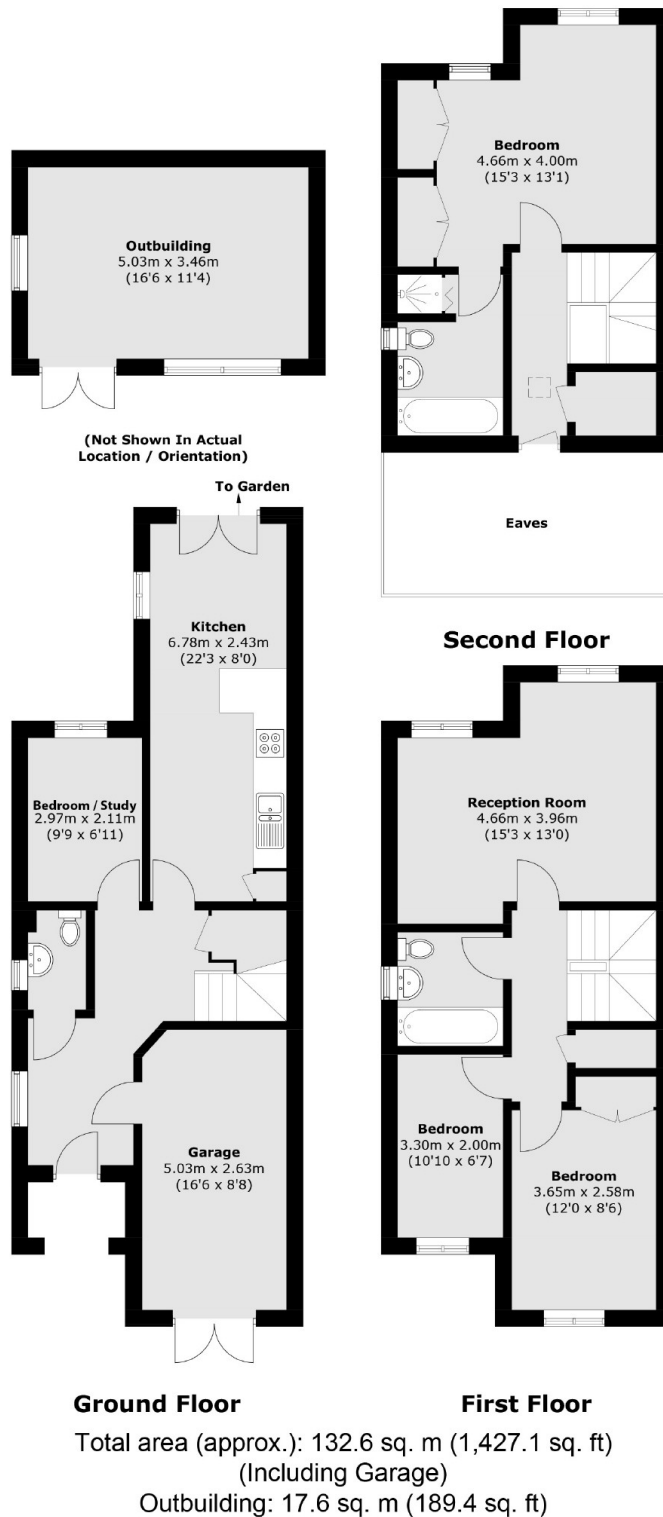 Outbuilding
5.03m x 3.46m
(16'6 x 11'4)
(Not Shown In Actual
Location / Orientation)
Bedroom
4.66m x 4.00m
(15'3 x 13'1)
Eaves
Second Floor
To Garden
Kitchen
6.78m x 2.43m
(22'3 x 8'0)
Bedroom / Study
2.97m x 2.11m
(9'9 x 6'11)
Garage
5.03m x 2.63m
(16'6 x 8'8)
Ground Floor
Reception Room
4.66m x 3.96m
(15'3 x 13'0)
Bedroom
3.30m x 2.00m
(10'10 x 6'7)
Bedroom
3.65m x 2.58m
(12'0 x 8'6)
First Floor
Total area (approx.): 132.6 sq. m (1,427.1 sq. ft)
(Including Garage)
Outbuilding: 17.6 sq. m (189.4 sq. ft)